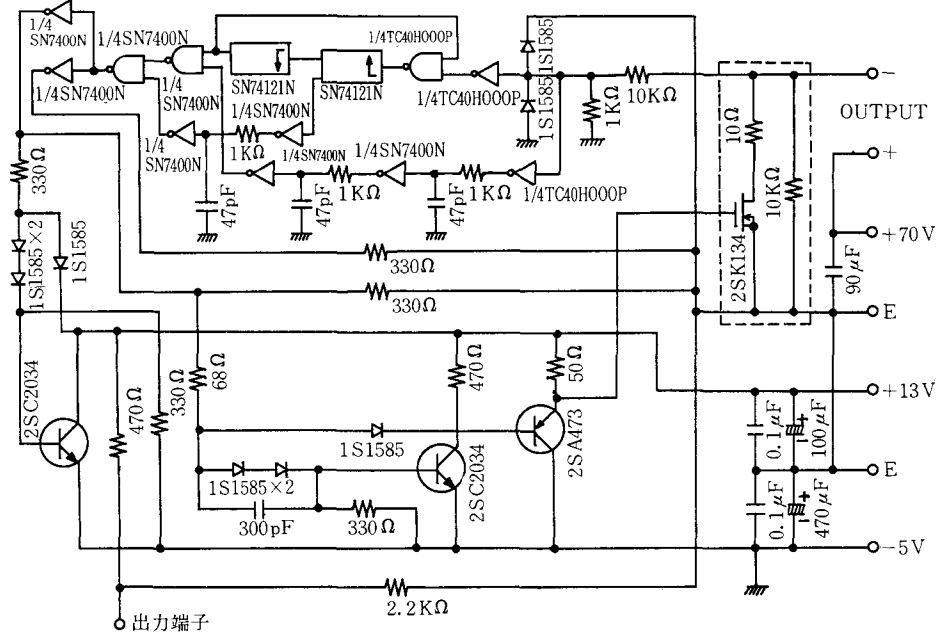 1/4
SN7400N
1/4SN7400N
1/4TC40H000P
1S1585
1/4SN7400N
1/4
SN7400N
SN74121N
SN74121N
1/4TC40H000P
1S1585
1KΩ
10KΩ
−
OUTPUT
10Ω
+
1/4
SN7400N
1KΩ
1/4SN7400N
1/4SN7400N
1/4SN7400N
330Ω
47pF
47pF
1KΩ
47pF
1KΩ
1/4TC40H000P
10KΩ
2SK134
+70V
90μF
1S1585×2
1S1585
330Ω
330Ω
E
2SC2034
470Ω
330Ω
68Ω
470Ω
50Ω
+13V
1S1585
2SA473
0.1μF
+
−
100μF
1S1585×2
2SC2034
E
300pF
330Ω
0.1μF
+
−
470μF
−5V
2.2KΩ
出力端子